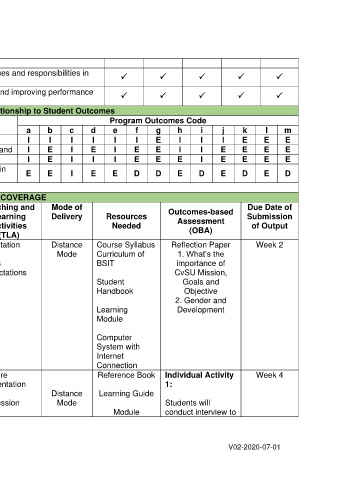 ues and responsibilities in ✓ ✓ ✓ ✓ ✓
nd improving performance ✓ ✓ ✓ ✓ ✓
tionship to Student Outcomes
Program Outcomes Code
a b c d e f g h i j k l m
I I I I I I E I I I E E E
and I E I E I E E I I E E E E
I E I I I E E E I E E E E
in E E I E E D D E D E D E D
COVERAGE
hing and
earning
tivities
(TLA)
Mode of
Delivery
Resources
Needed
Outcomes-based
Assessment
(OBA)
Due Date of
Submission
of Output
tation
s
ctations
Distance
Mode
Course Syllabus
Curriculum of
BSIT
Student
Handbook
Learning
Module
Computer
System with
Internet
Connection
Reflection Paper
1. What's the
importance of
CvSU Mission,
Goals and
Objective
2. Gender and
Development
Week 2
re
entation
ssion
Distance
Mode
Reference Book
Learning Guide
Module
Individual Activity
1:
Students will
conduct interview to
Week 4
V02-2020-07-01